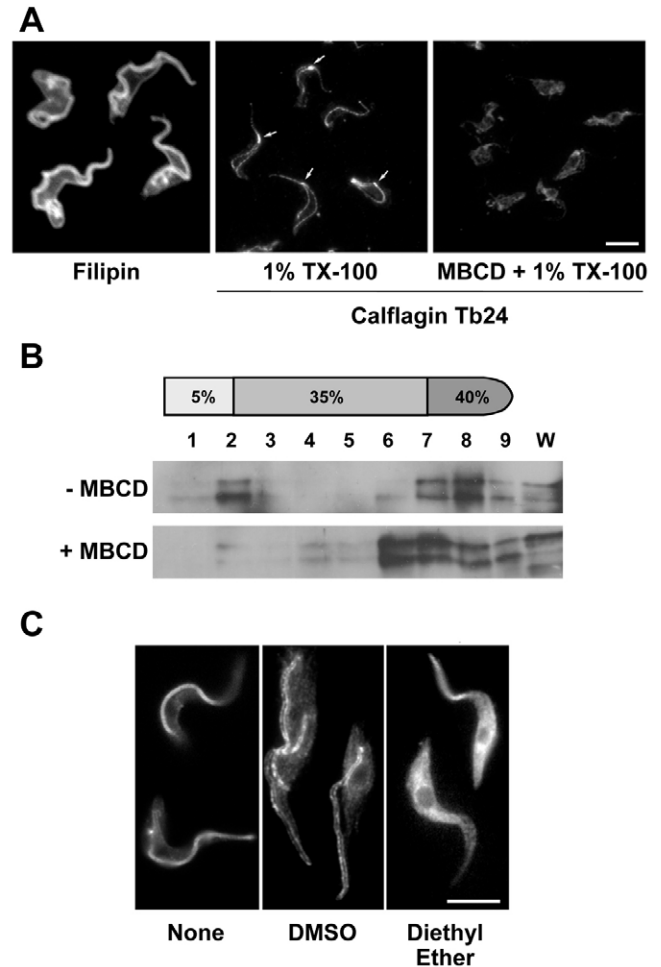 A
Filipin
1% TX-100
MBCD + 1% TX-100
Calflagin Tb24
B
5%
35%
40%
1 2 3 4 5 6 7 8 9 W
- MBCD
+ MBCD
C
None
DMSO
Diethyl
Ether